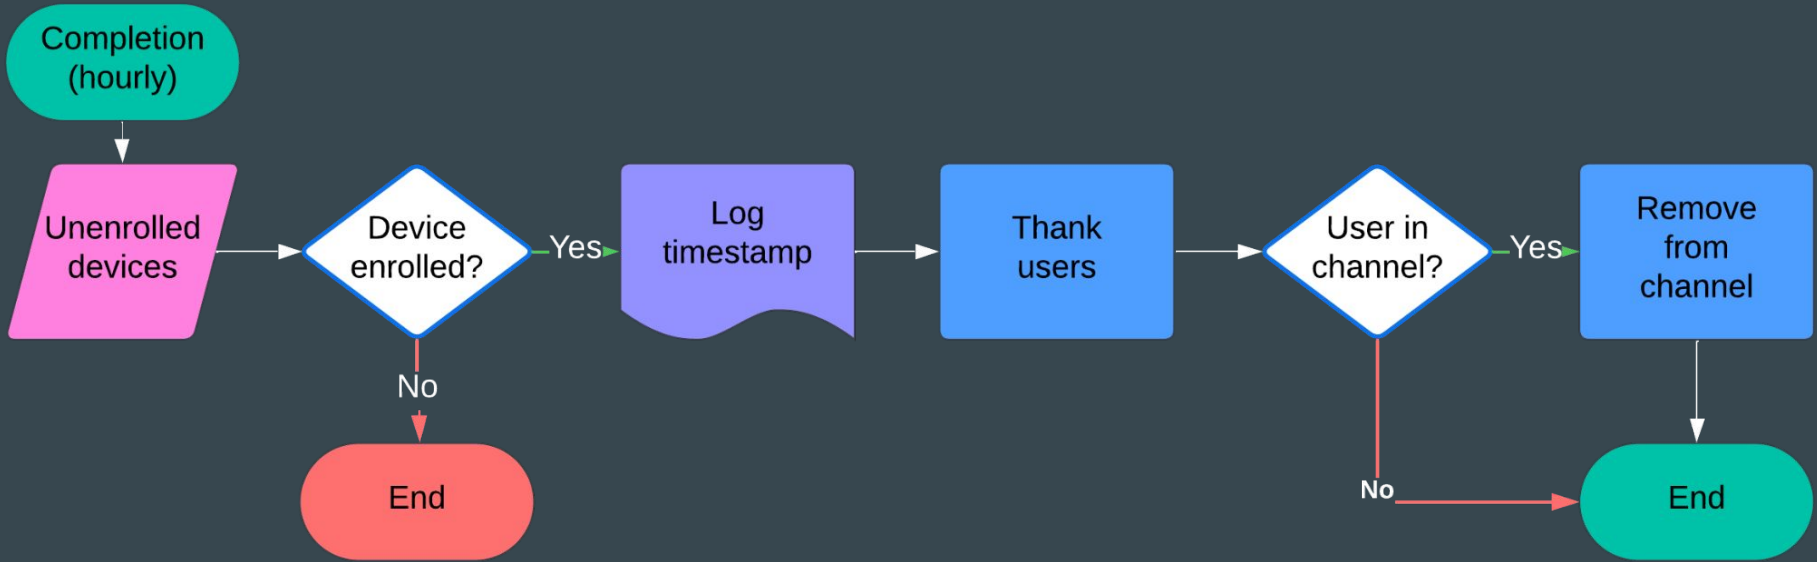 Completion
(hourly)
Unenrolled
devices
Device
enrolled?
Yes
Log
timestamp
Thank
users
User in
channel?
Yes
Remove
from
channel
No
End
No
End